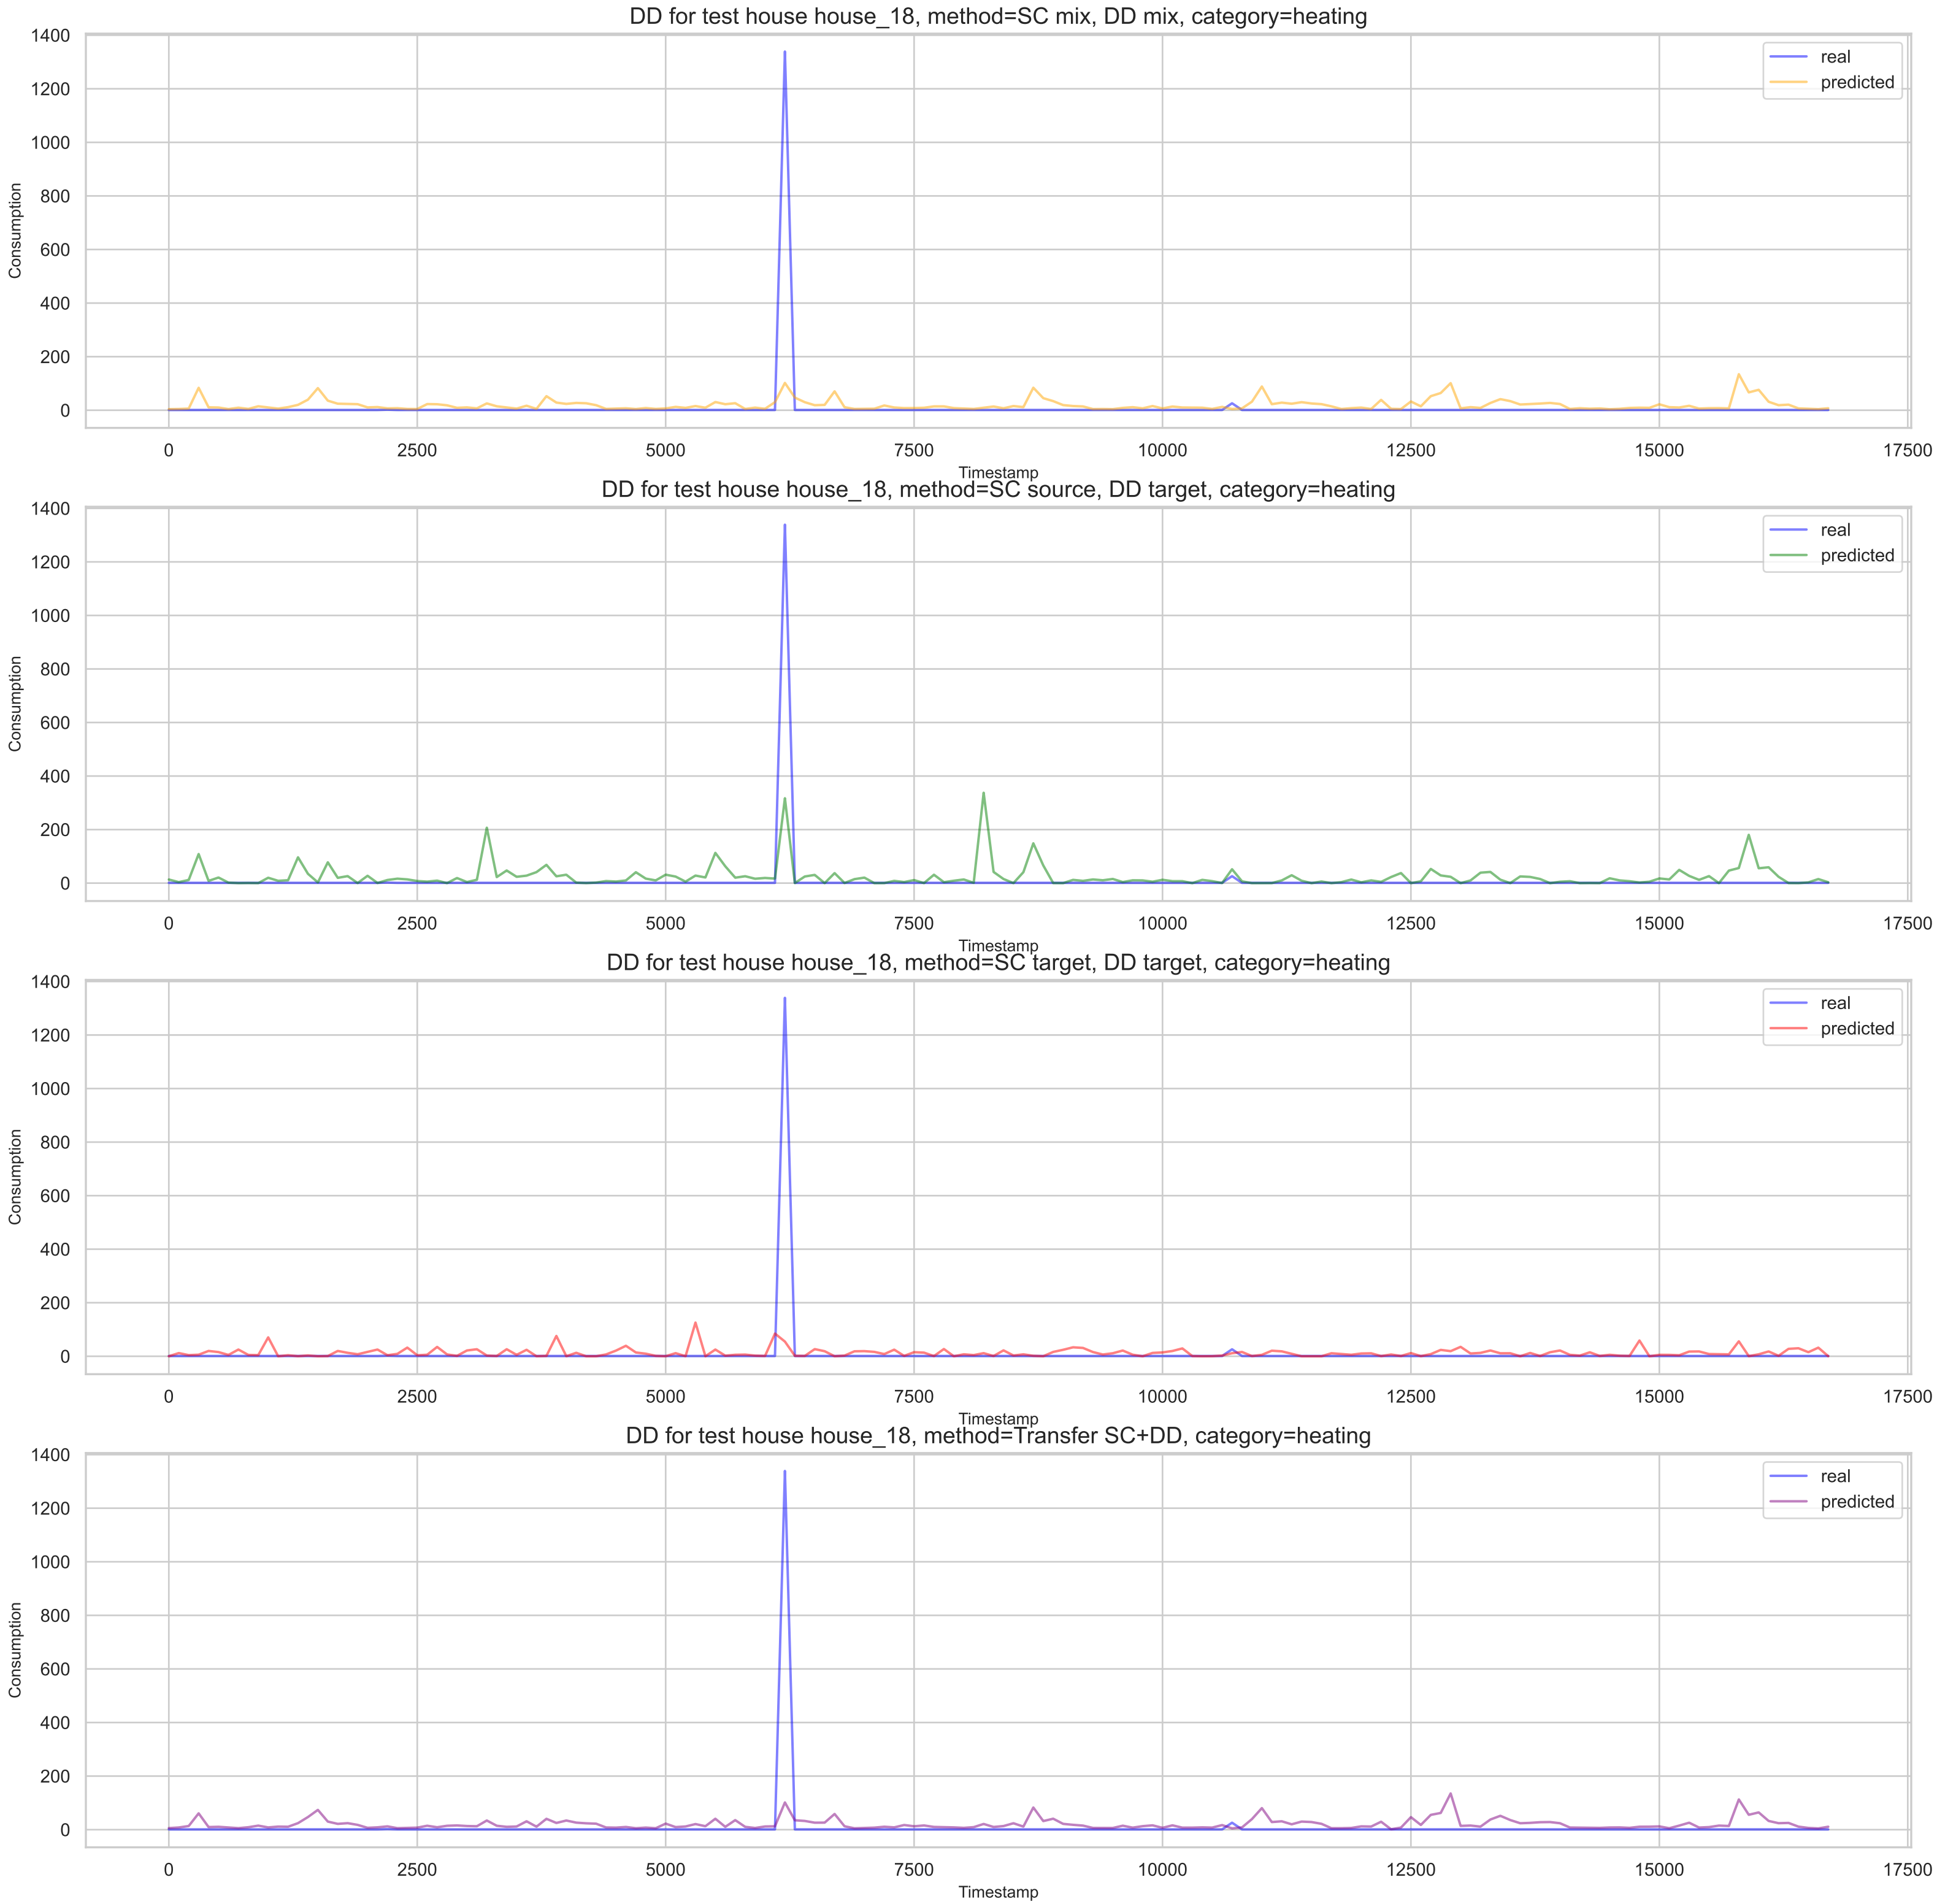 DD for test house house_18, method=SC mix, DD mix, category=heating
1400
1200
1000
800
600
400
200
0
Consumption
real
predicted
0 2500 5000 7500 10000 12500 15000 17500
Timestamp
DD for test house house_18, method=SC source, DD target, category=heating
1400
1200
1000
800
600
400
200
0
Consumption
real
predicted
0 2500 5000 7500 10000 12500 15000 17500
Timestamp
DD for test house house_18, method=SC target, DD target, category=heating
1400
1200
1000
800
600
400
200
0
Consumption
real
predicted
0 2500 5000 7500 10000 12500 15000 17500
Timestamp
DD for test house house_18, method=Transfer SC+DD, category=heating
1400
1200
1000
800
600
400
200
0
Consumption
real
predicted
0 2500 5000 7500 10000 12500 15000 17500
Timestamp